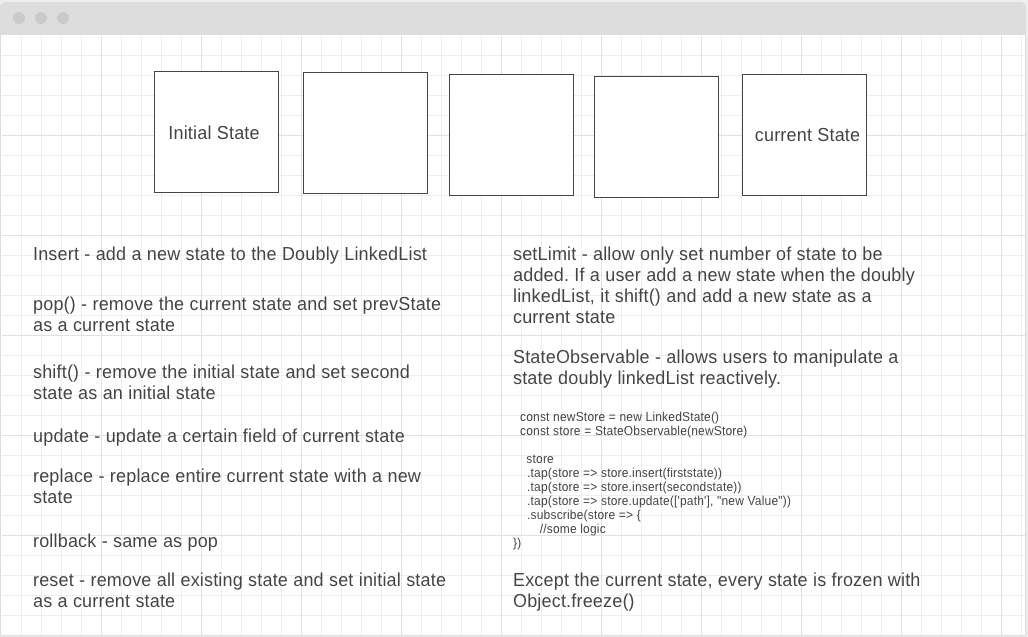 Initial State
current State
Insert - add a new state to the Doubly LinkedList
pop() - remove the current state and set prevState
as a current state
shift() - remove the initial state and set second
state as an initial state
update - update a certain field of current state
replace - replace entire current state with a new
state
rollback - same as pop
reset - remove all existing state and set initial state
as a current state
setLimit - allow only set number of state to be
added. If a user add a new state when the doubly
linkedList, it shift() and add a new state as a
current state
StateObservable - allows users to manipulate a
state doubly linkedList reactively.
const newStore = new LinkedState()
const store = StateObservable(newStore)
store
.tap(store => store.insert(firststate))
.tap(store => store.insert(secondstate))
.tap(store => store.update(['path'], "new Value"))
.subscribe(store => {
//some logic
})
Except the current state, every state is frozen with
Object.freeze()